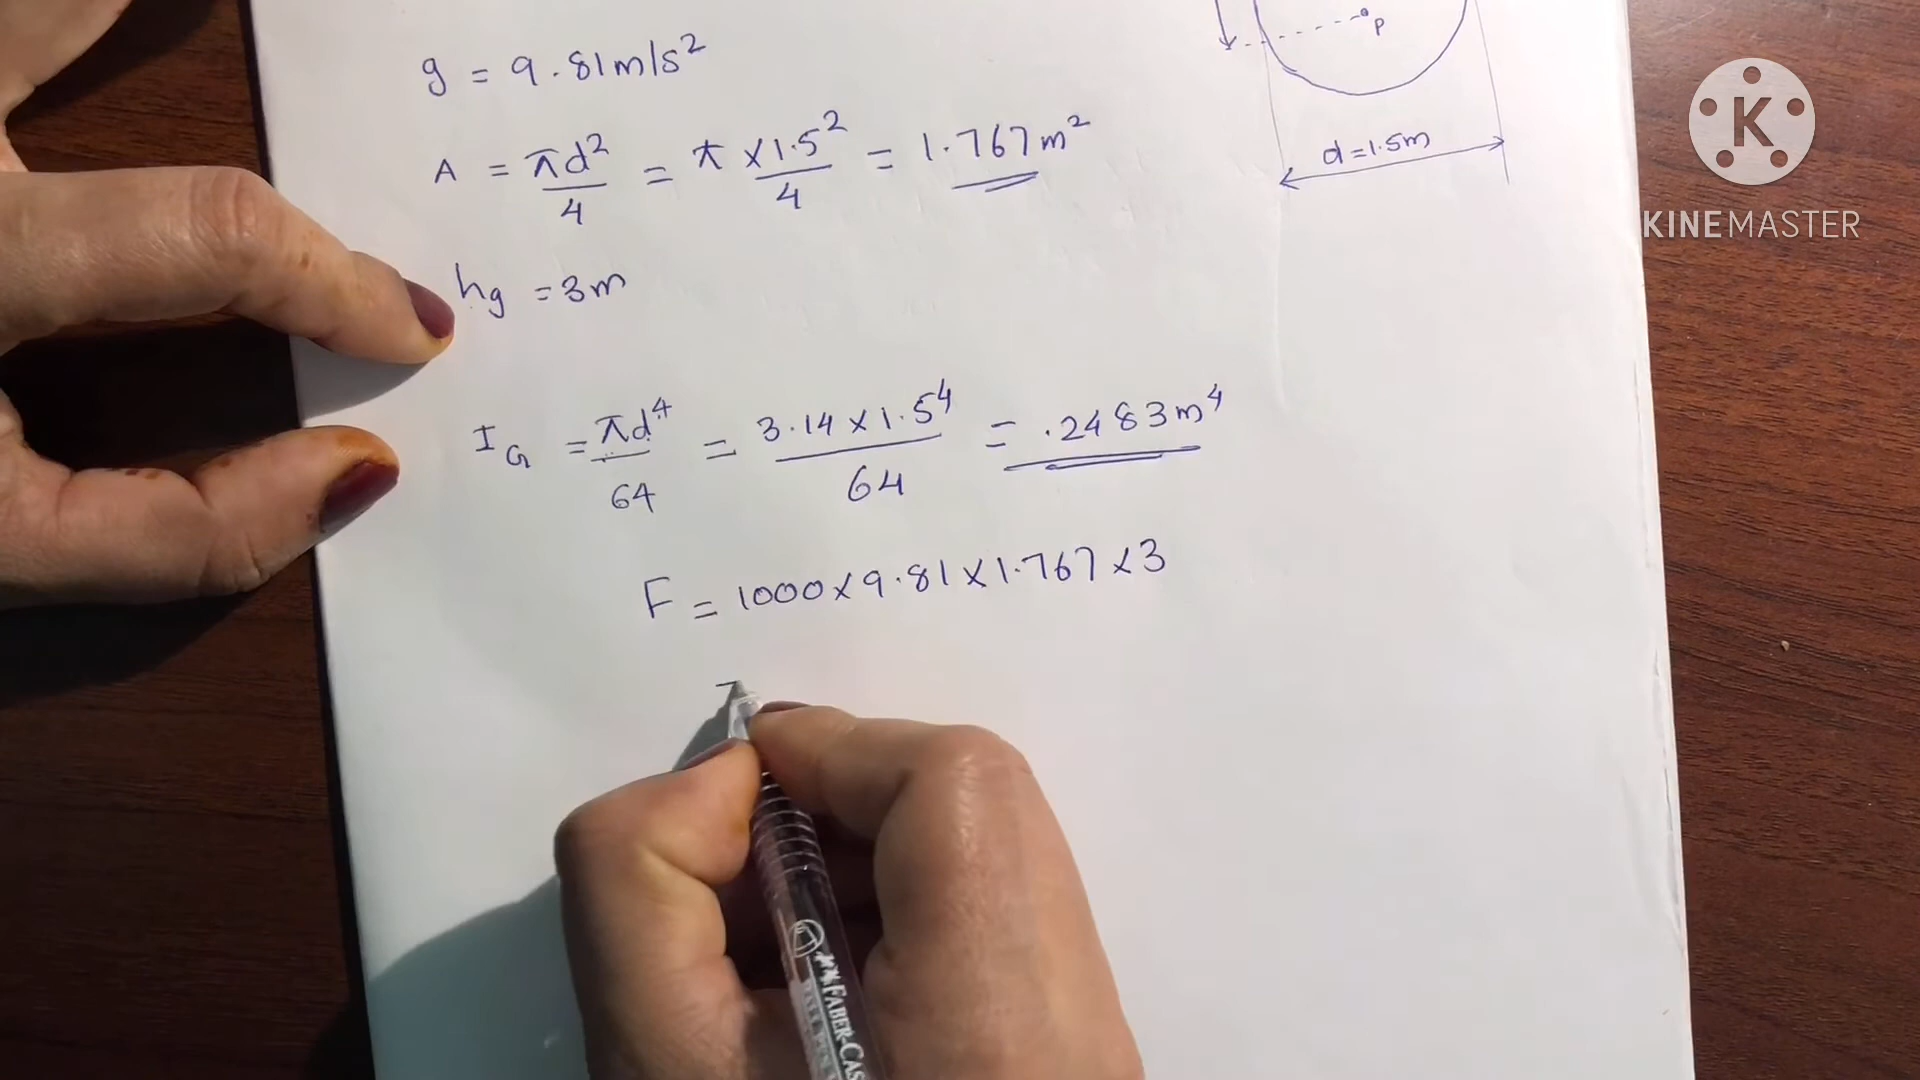 p
g = 9.81m/s²
d=1.5m
A = πd²/4 = π×1.5²/4 = 1.767m²
KINEMASTER
hg = 3m
I_G = πd⁴/64 = 3.14×1.5⁴/64 = .2483m⁴
F = 1000×9.81×1.767×3
FABER-CAS